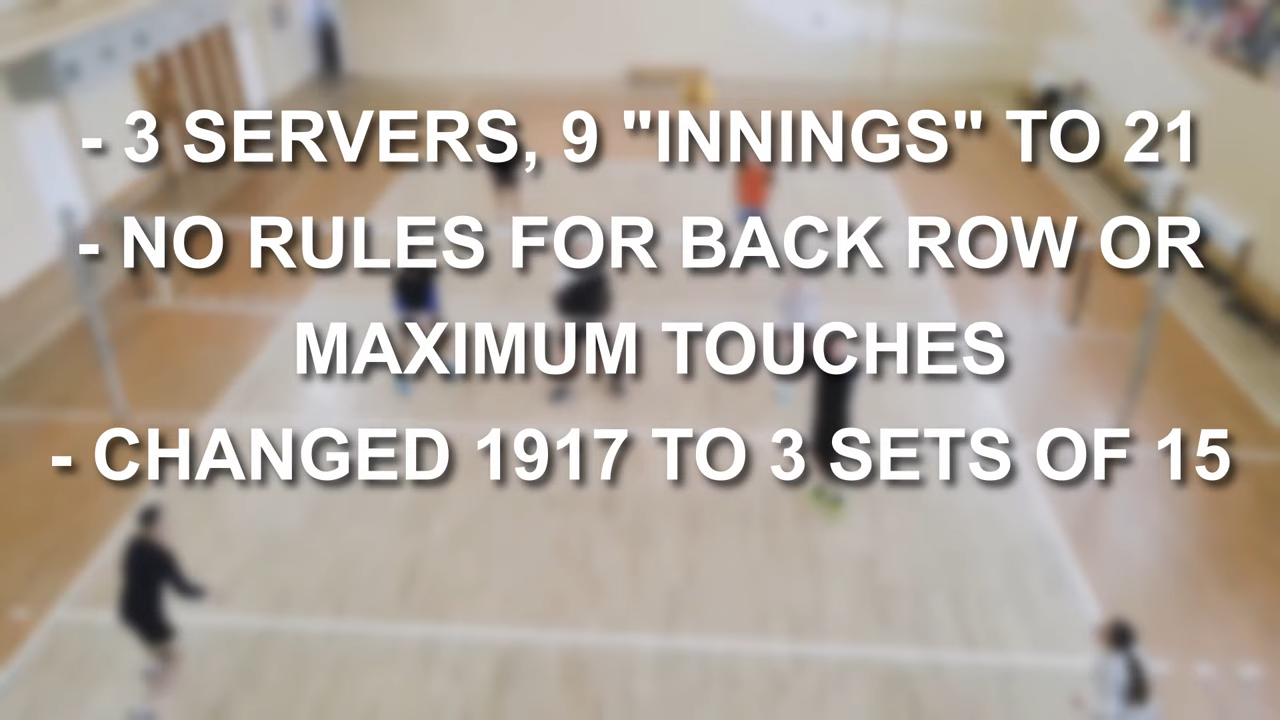 - 3 SERVERS, 9 "INNINGS" TO 21
- NO RULES FOR BACK ROW OR
MAXIMUM TOUCHES
- CHANGED 1917 TO 3 SETS OF 15